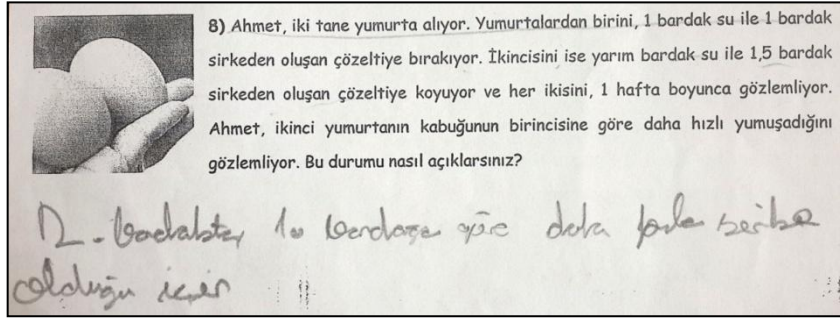 8) Ahmet, iki tane yumurta alıyor. Yumurtalardan birini, 1 bardak su ile 1 bardak
sirkeden oluşan çözeltiye bırakıyor. İkincisini ise yarım bardak su ile 1,5 bardak
sirkeden oluşan çözeltiye koyuyor ve her ikisini, 1 hafta boyunca gözlemliyor.
Ahmet, ikinci yumurtanın kabuğunun birincisine göre daha hızlı yumuşadığını
gözlemliyor. Bu durumu nasıl açıklarsınız?
2. bardakta, 1. bardağa göre daha fazla sirke
olduğu için